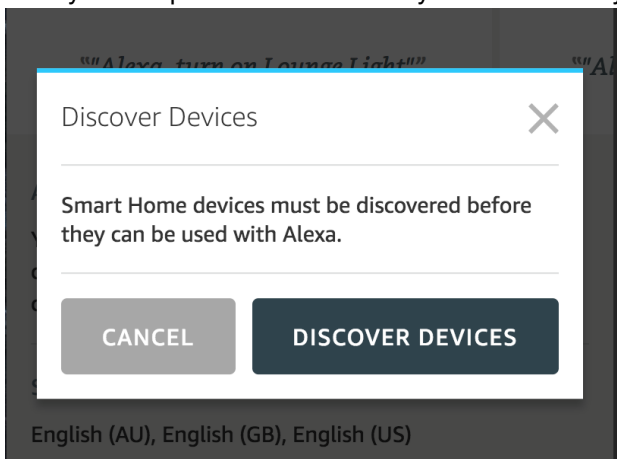 "“Alexa, turn on Lounge Light"” "“Al
Discover Devices
Smart Home devices must be discovered before
they can be used with Alexa.
CANCEL DISCOVER DEVICES
English (AU), English (GB), English (US)